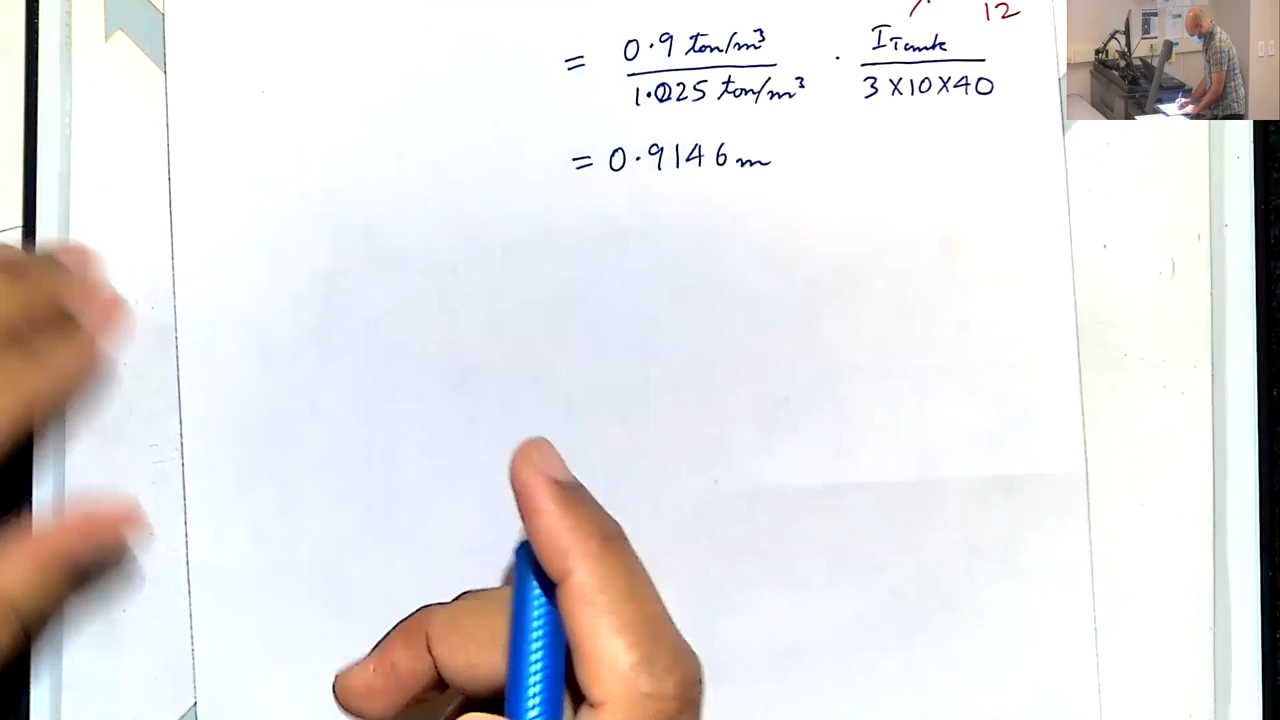 12
= 0.9 ton/m³ / 1.025 ton/m³ · I_Tank / 3 X 10 X 40
= 0.9146 m